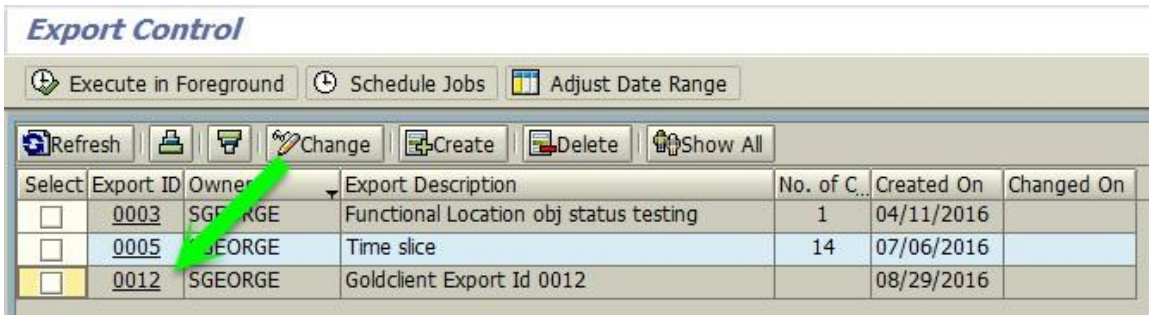 Export Control
Execute in Foreground Schedule Jobs Adjust Date Range
Refresh Change Create Delete Show All
Select Export ID Owne Export Description No. of C... Created On Changed On
0003 SGEORGE Functional Location obj status testing 1 04/11/2016
0005 SGEORGE Time slice 14 07/06/2016
0012 SGEORGE Goldclient Export Id 0012 08/29/2016